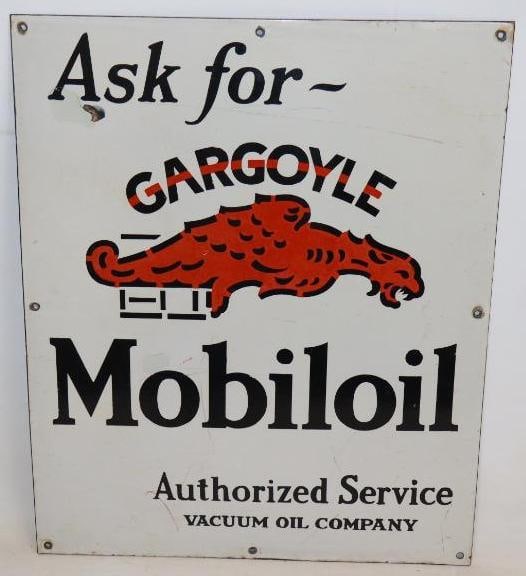 Ask for~
GARGOYLE
Mobiloil
Authorized Service
VACUUM OIL COMPANY